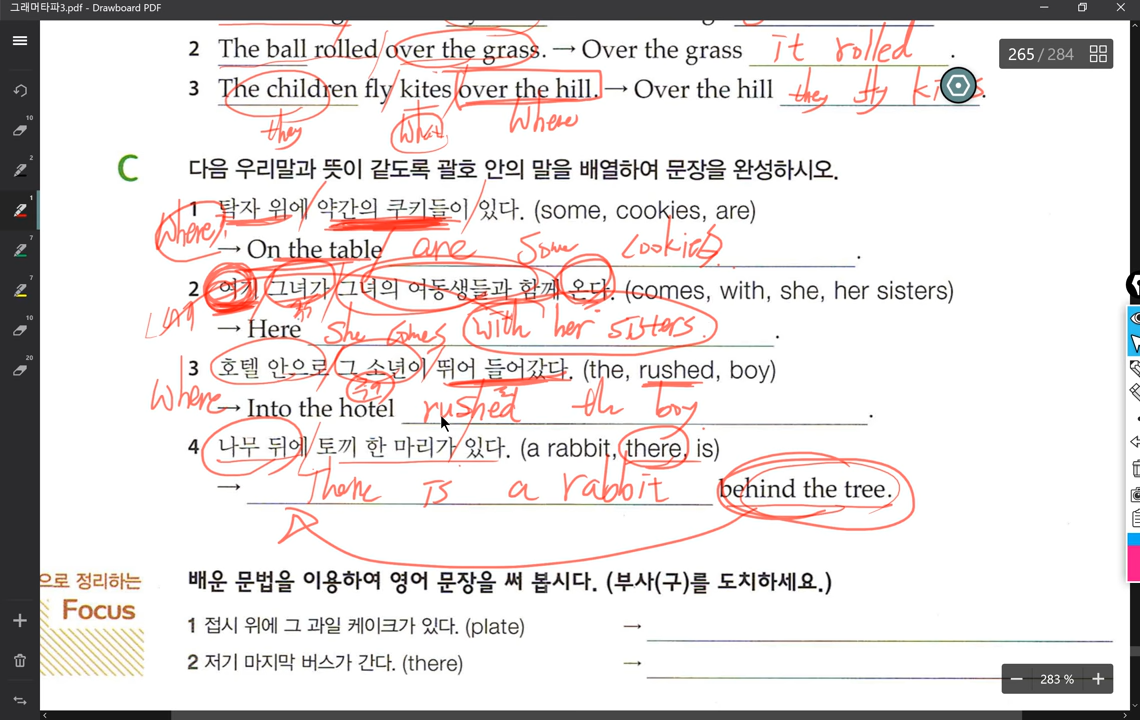 그래머타파3.pdf - Drawboard PDF
2 The ball rolled over the grass. → Over the grass it rolled .
265 / 284
3 The children fly kites over the hill. → Over the hill they fly
they What Where
C 다음 우리말과 뜻이 같도록 괄호 안의 말을 배열하여 문장을 완성하시오.
1 탁자 위에 약간의 쿠키들이 있다. (some, cookies, are)
Where
→ On the table are some cookies .
2 여기 그녀가 그녀의 여동생들과 함께 온다. (comes, with, she, her sisters)
→ Here she comes with her sisters .
3 호텔 안으로 그 소년이 뛰어 들어갔다. (the, rushed, boy)
Where
→ Into the hotel rushed the boy .
4 나무 뒤에 토끼 한 마리가 있다. (a rabbit, there, is)
→ There is a rabbit behind the tree.
으로 정리하는
Focus
배운 문법을 이용하여 영어 문장을 써 봅시다. (부사(구)를 도치하세요.)
1 접시 위에 그 과일 케이크가 있다. (plate) →
2 저기 마지막 버스가 간다. (there) →
283 %